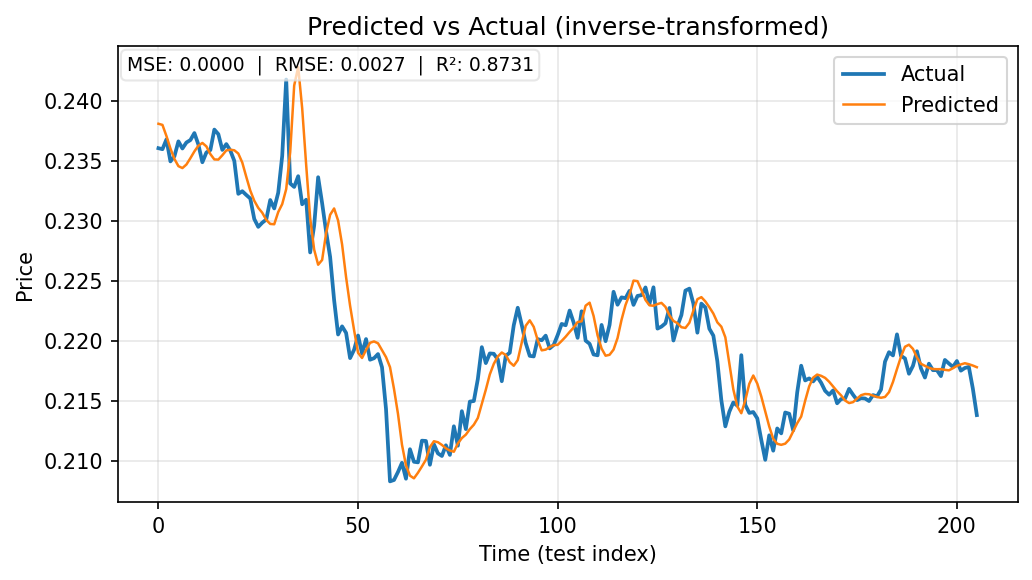 Predicted vs Actual (inverse-transformed)
MSE: 0.0000 | RMSE: 0.0027 | R²: 0.8731
Actual
Predicted
Price
0.240
0.235
0.230
0.225
0.220
0.215
0.210
0 50 100 150 200
Time (test index)